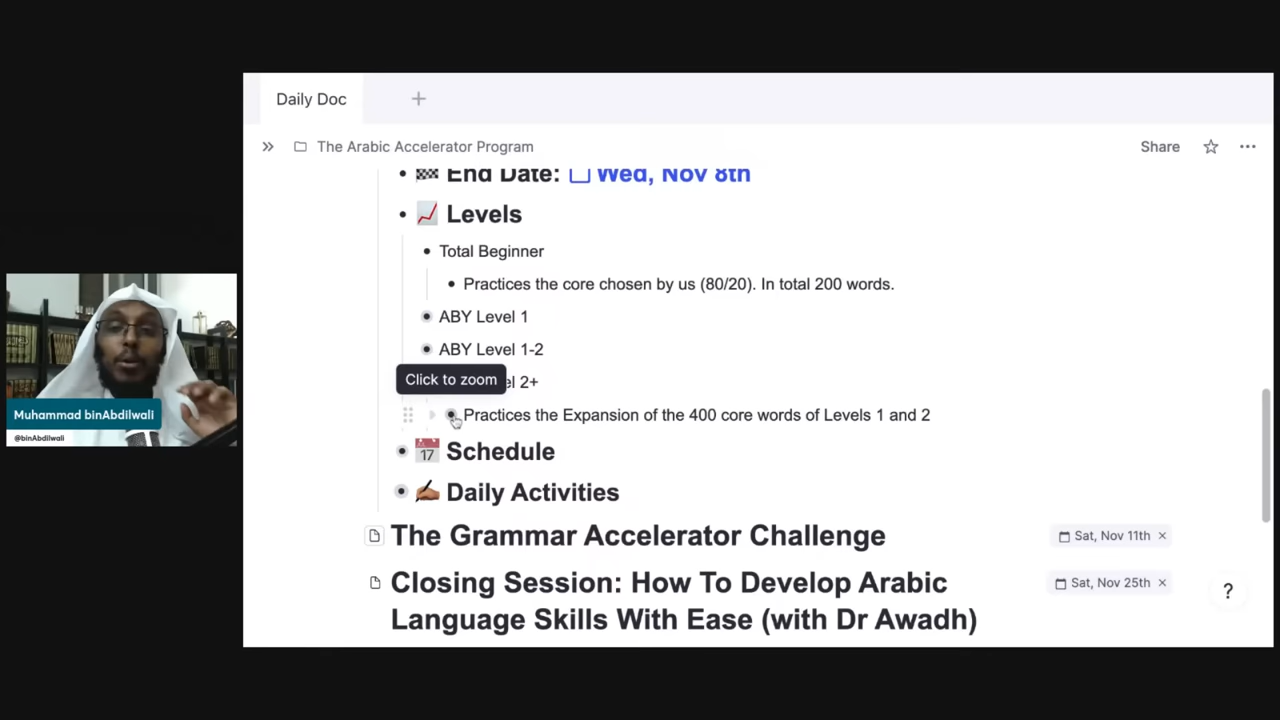 Daily Doc
The Arabic Accelerator Program
Share
End Date: Wed, Nov 8th
Levels
Total Beginner
Practices the core chosen by us (80/20). In total 200 words.
ABY Level 1
ABY Level 1-2
Click to zoom
2+
Practices the Expansion of the 400 core words of Levels 1 and 2
17
Schedule
Daily Activities
The Grammar Accelerator Challenge
Sat, Nov 11th
Closing Session: How To Develop Arabic
Sat, Nov 25th
Language Skills With Ease (with Dr Awadh)
?
Muhammad binAbdilwali
@binAbdilwali